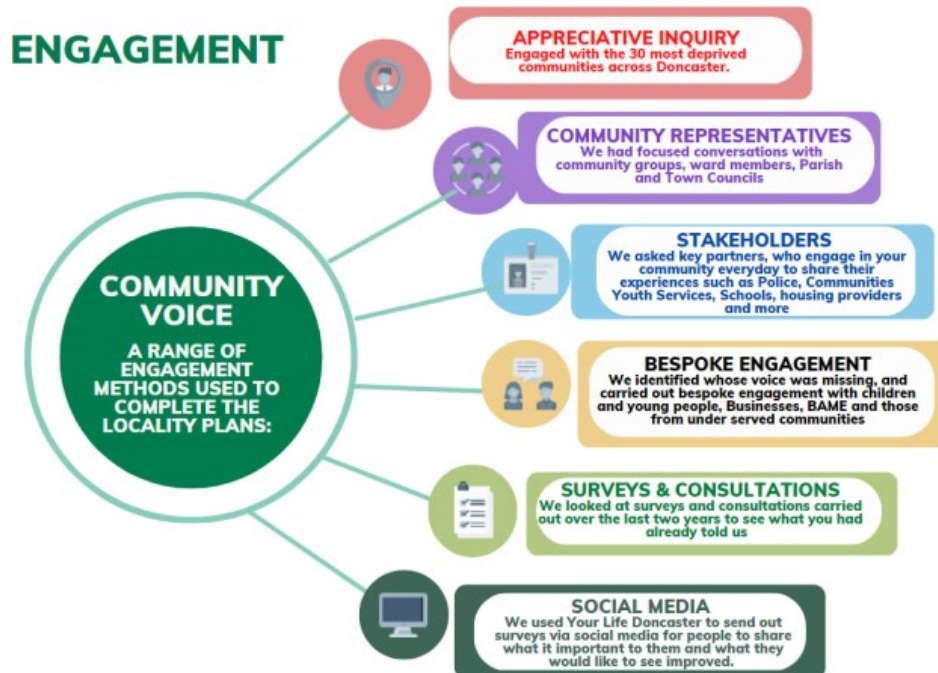 ENGAGEMENT
APPRECIATIVE INQUIRY
Engaged with the 30 most deprived
communities across Doncaster.
COMMUNITY REPRESENTATIVES
We had focused conversations with
community groups, ward members, Parish
and Town Councils
STAKEHOLDERS
We asked key partners, who engage in your
community everyday to share their
experiences such as Police, Communities
Youth Services, Schools, housing providers
and more
COMMUNITY
VOICE
A RANGE OF
ENGAGEMENT
METHODS USED TO
COMPLETE THE
LOCALITY PLANS:
BESPOKE ENGAGEMENT
We identified whose voice was missing, and
carried out bespoke engagement with children
and young people, Businesses, BAME and those
from under served communities
SURVEYS & CONSULTATIONS
We looked at surveys and consultations carried
out over the last two years to see what you had
already told us
SOCIAL MEDIA
We used Your Life Doncaster to send out
surveys via social media for people to share
what it important to them and what they
would like to see improved.